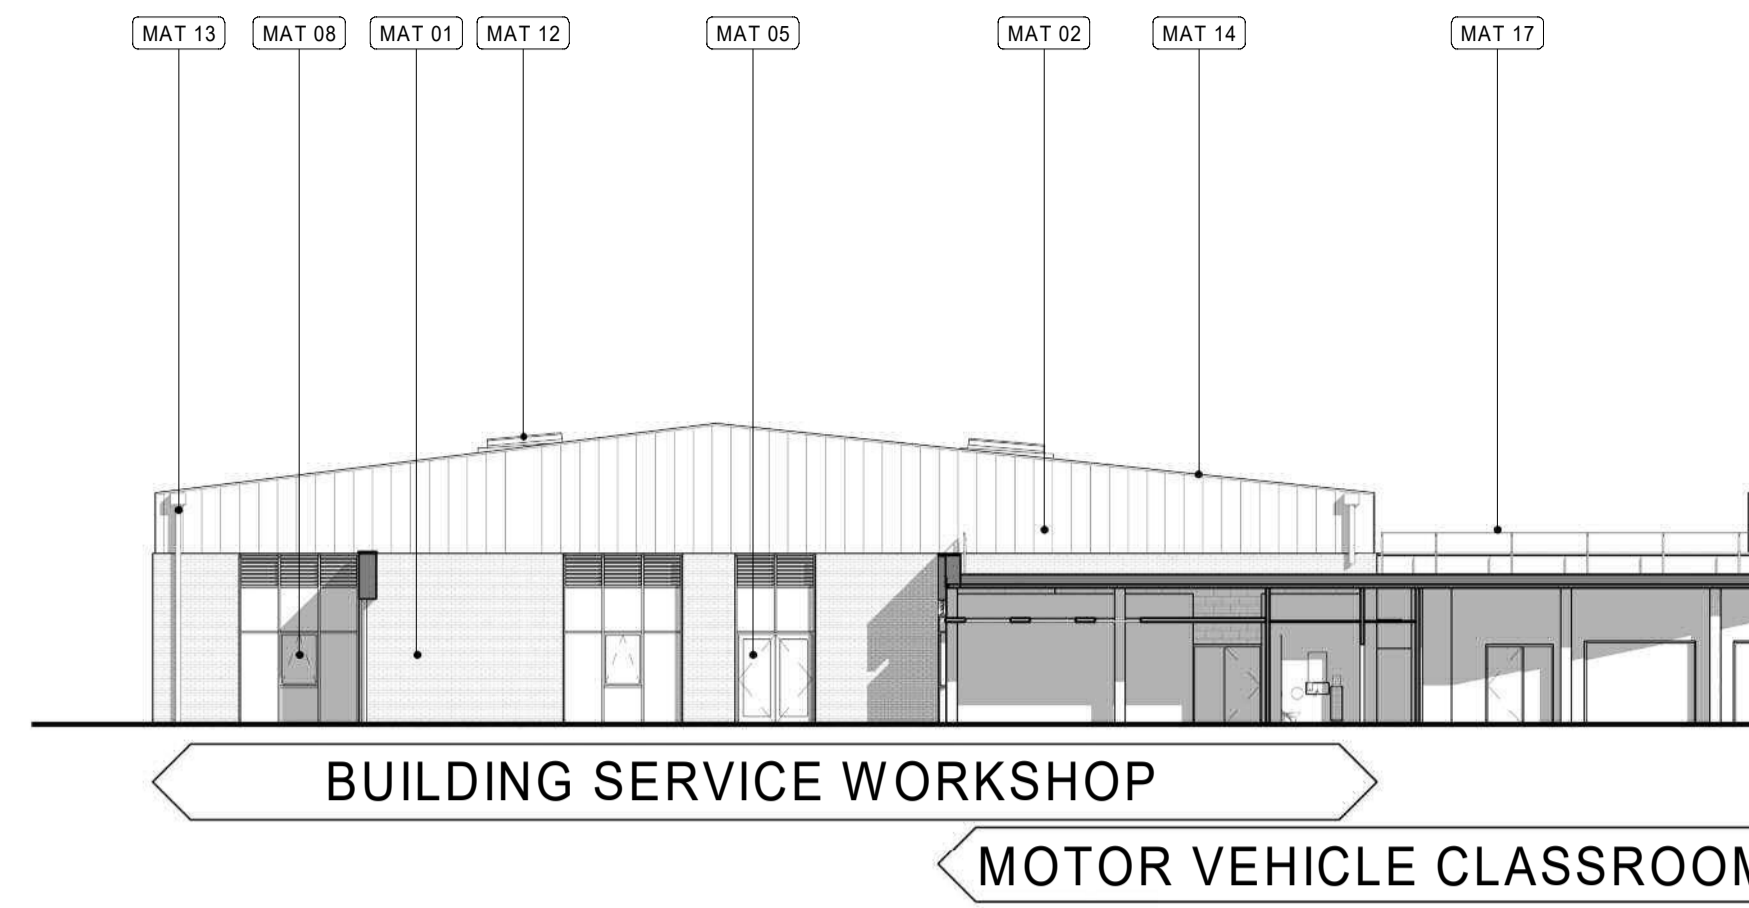 MAT 13 MAT 08 MAT 01 MAT 12 MAT 05 MAT 02 MAT 14 MAT 17
BUILDING SERVICE WORKSHOP
MOTOR VEHICLE CLASSROOM